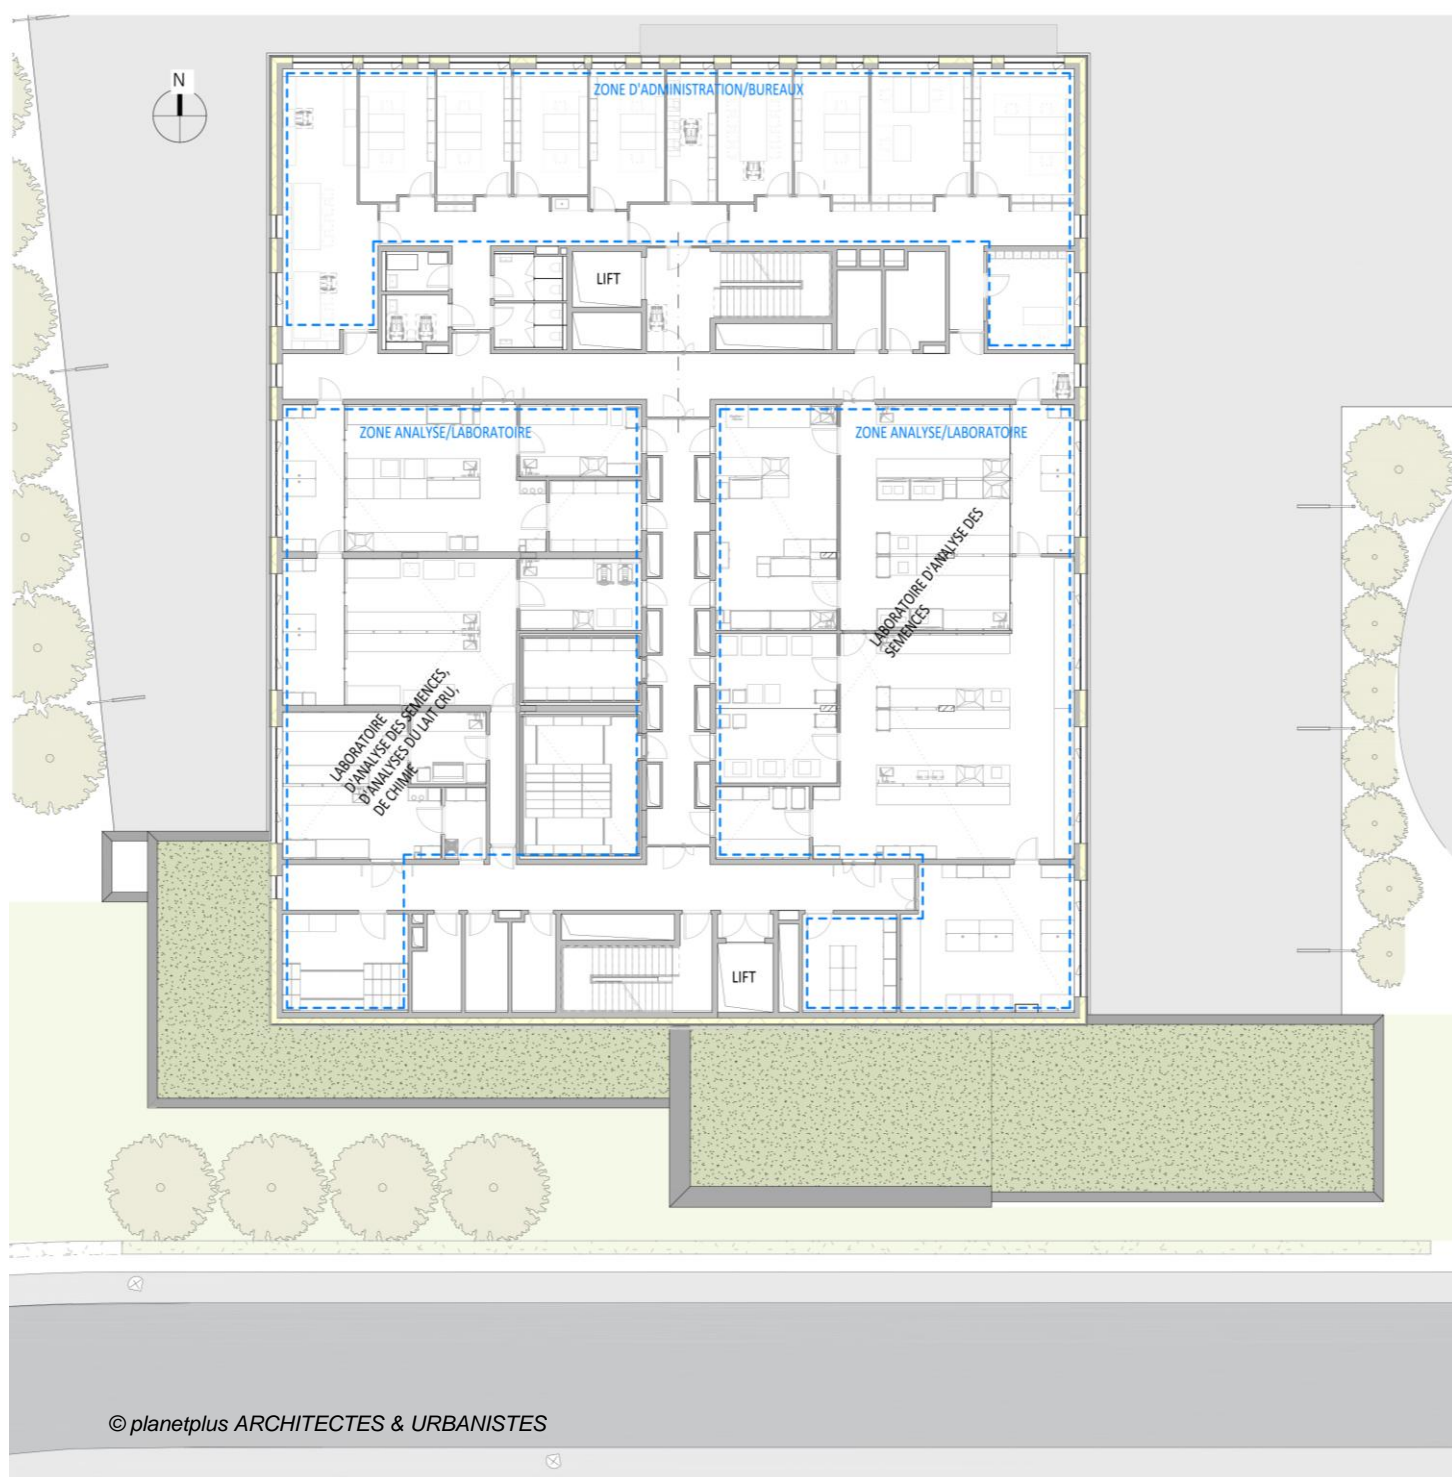 N
ZONE D'ADMINISTRATION/BUREAUX
LIFT
ZONE ANALYSE/LABORATOIRE
ZONE ANALYSE/LABORATOIRE
LABORATOIRE D'ANALYSE DES
SEMENCES
LABORATOIRE
D'ANALYSE DES SEMENCES,
D'ANALYSES DU LAIT CRU,
DE CHIMIE
LIFT
© planetplus ARCHITECTES & URBANISTES